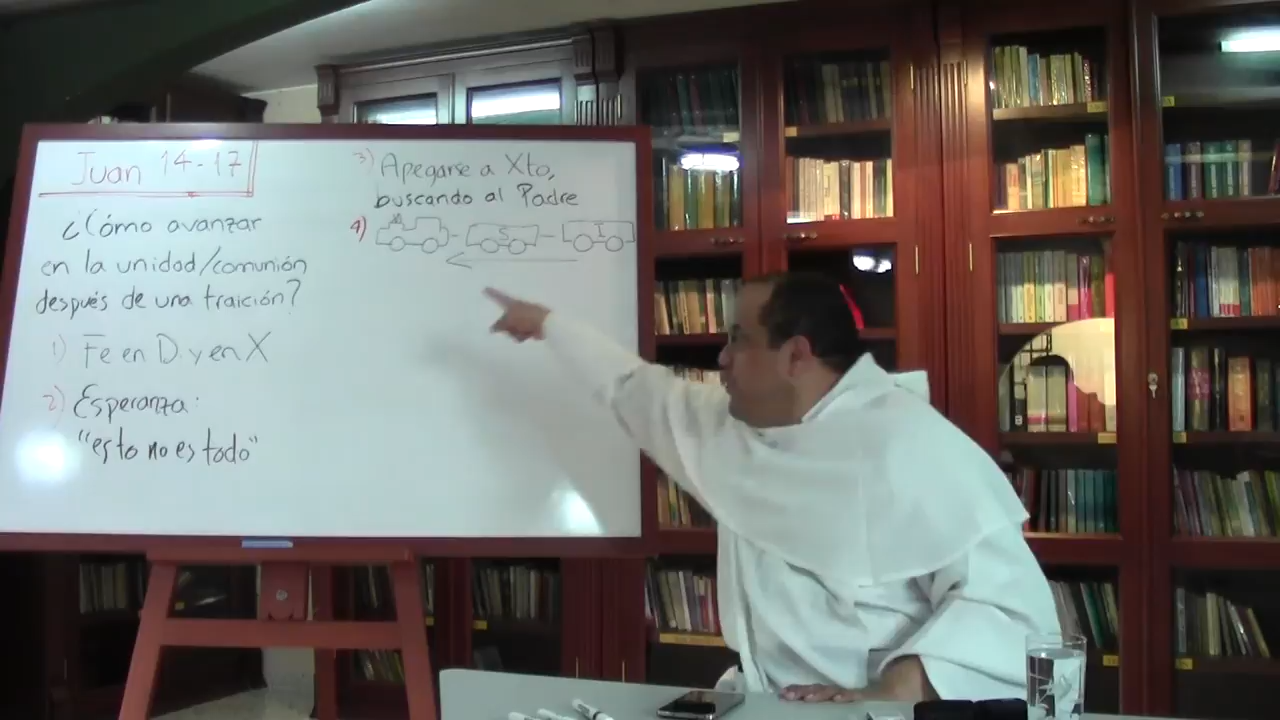 Juan 14-17
¿Cómo avanzar
en la unidad/comunión
después de una traición?
1) Fe en D. y en X
2) Esperanza:
"esto no es todo"
3) Apegarse a Xto,
buscando al Padre
4)
S
I